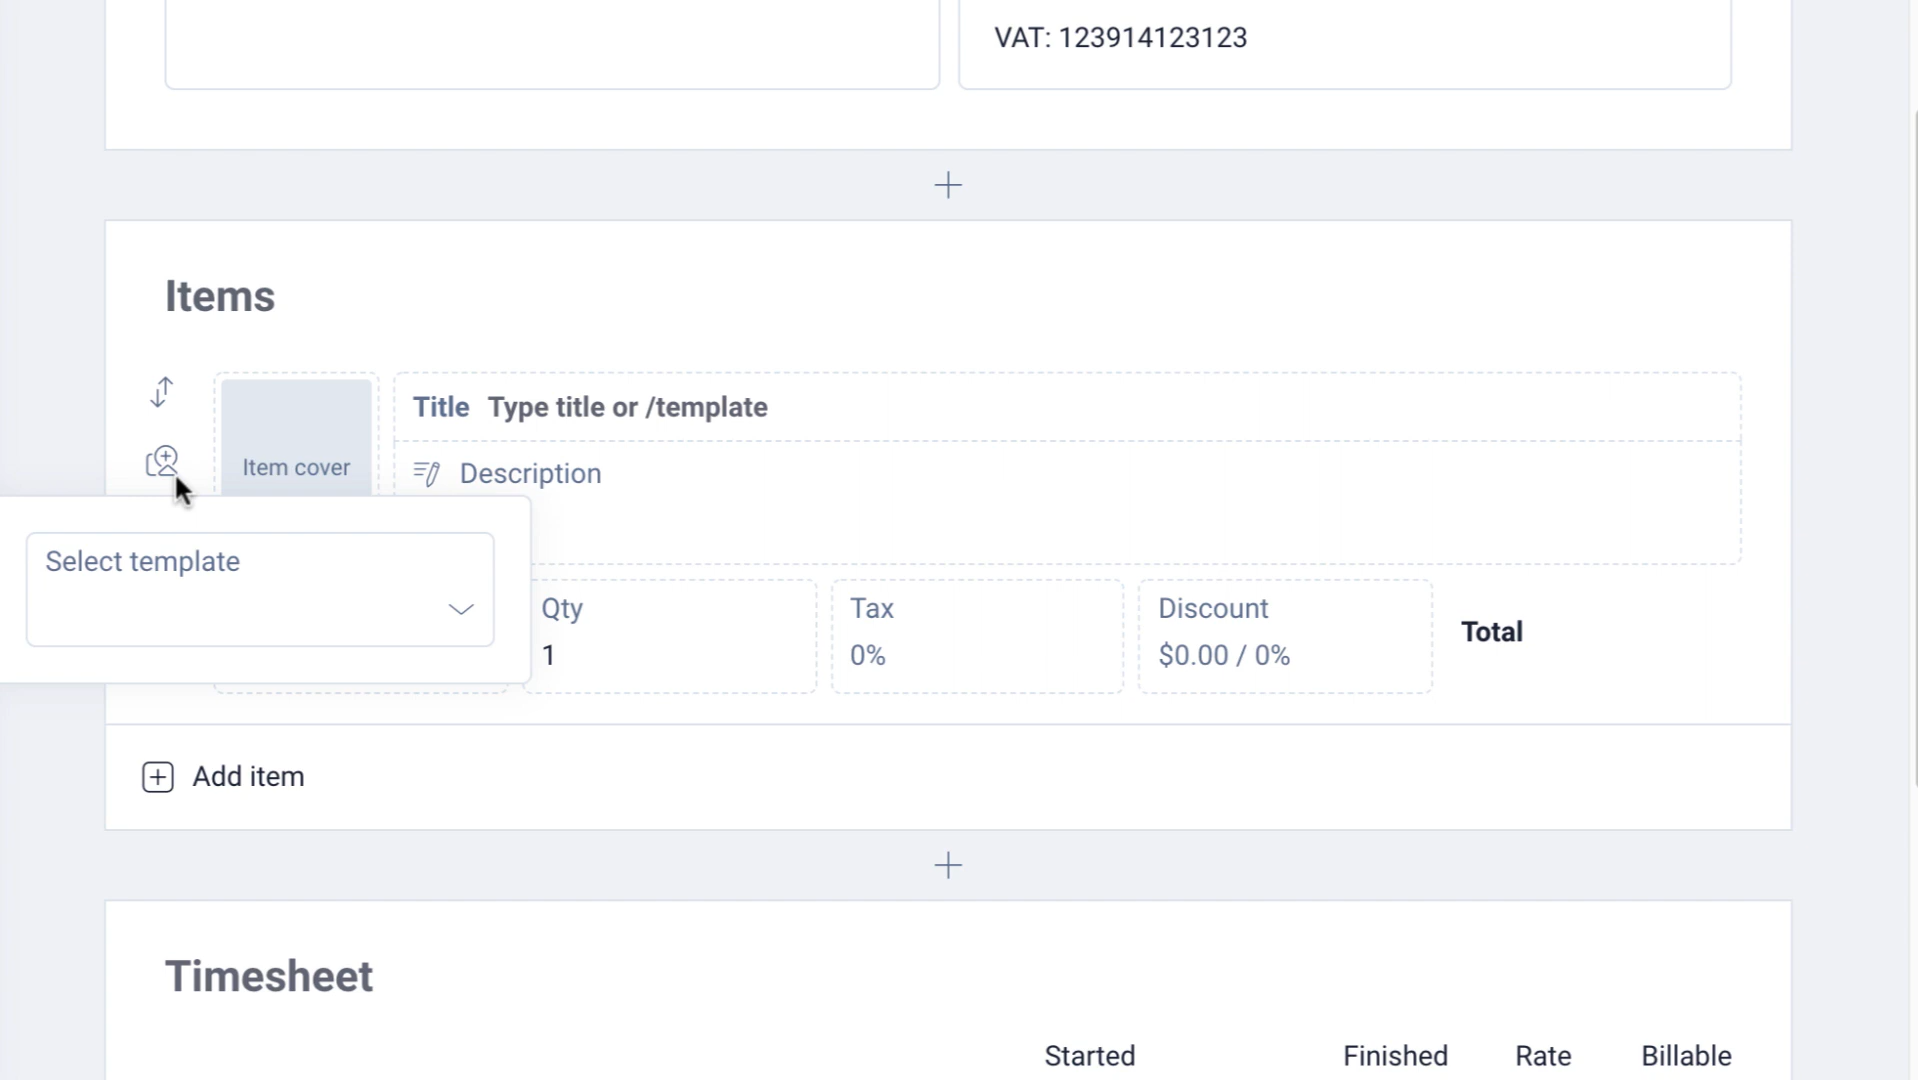 VAT: 123914123123
Items
Item cover
Title Type title or /template
Description
Select template
Qty
1
Tax
0%
Discount
$0.00 / 0%
Total
Add item
Timesheet
Started Finished Rate Billable